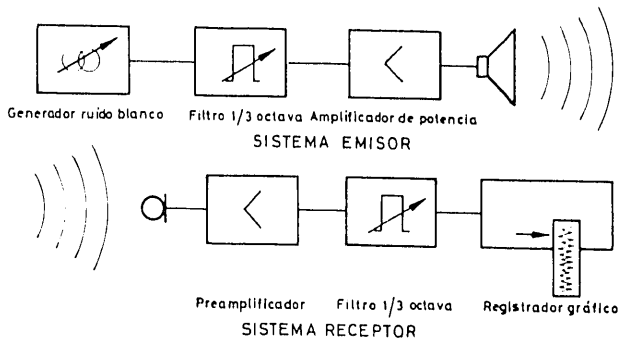 Generador ruido blanco Filtro 1/3 octava Amplificador de potencia
SISTEMA EMISOR
Preamplificador Filtro 1/3 octava Registrador gráfico
SISTEMA RECEPTOR